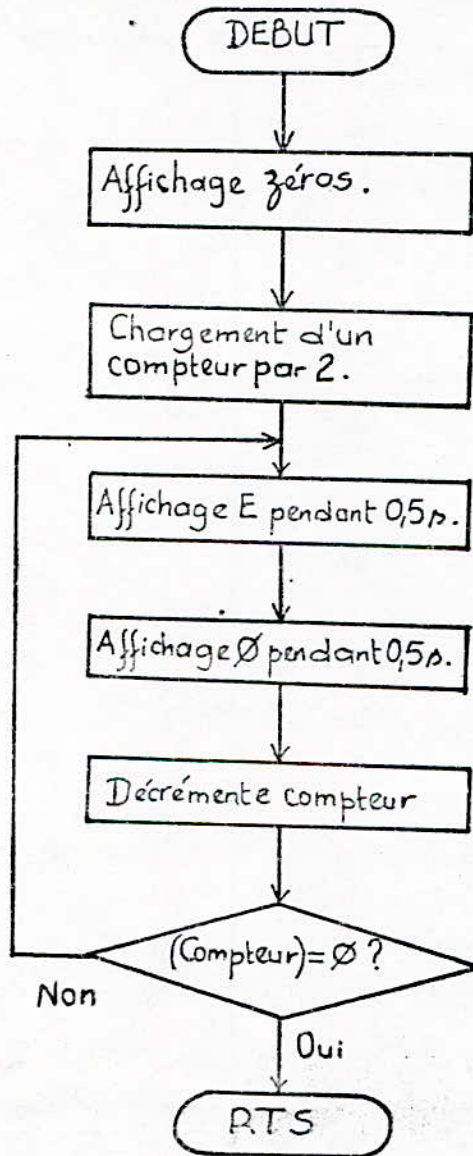 DEBUT
Affichage zéros.
Chargement d'un
compteur par 2.
Affichage E pendant 0,5s.
Affichage Ø pendant 0,5s.
Décrémente compteur
(Compteur)=Ø?
Non
Oui
RTS